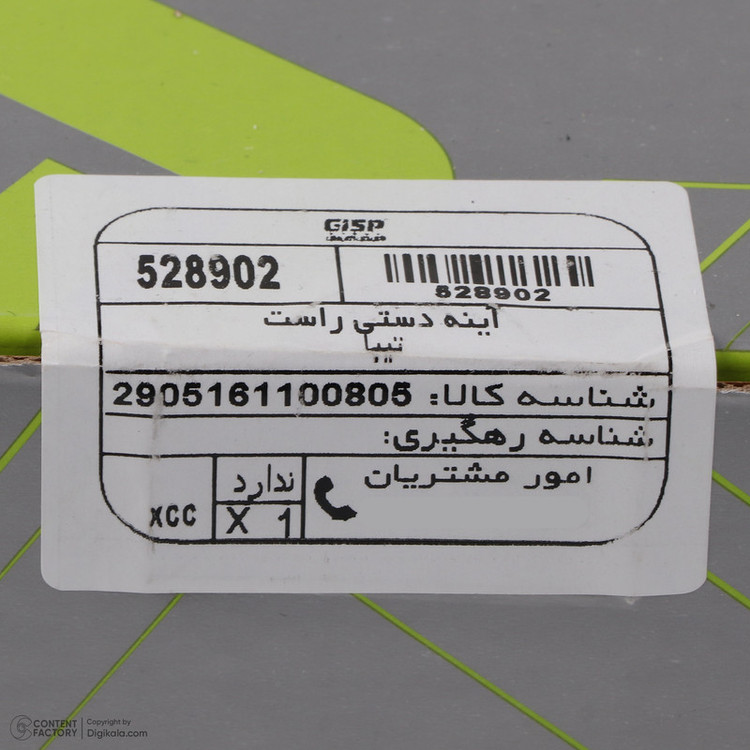 GISP
528902
528902
آینه دستی راست
تیبا
شناسه کالا: 2905161100805
شناسه رهگیری:
امور مشتریان
ندارد
X 1
XCC
CONTENT FACTORY
Copyright by
Digikala.com